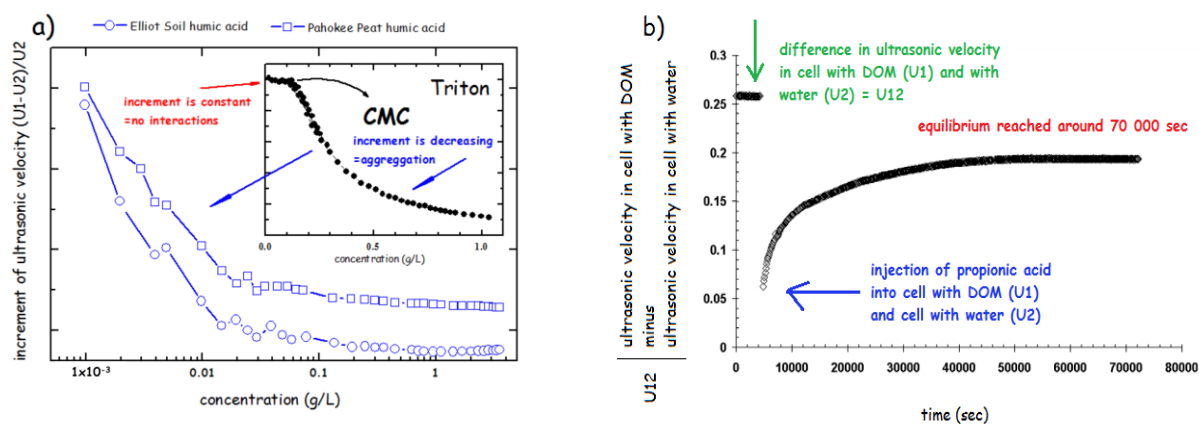 a)
Elliot Soil humic acid
Pahokee Peat humic acid
increment of ultrasonic velocity (U1-U2)/U2
Triton
CMC
increment is constant
=no interactions
increment is decreasing
=aggreggation
0.0
0.5
1.0
concentration (g/L)
1×10⁻³
0.01
0.1
1
concentration (g/L)
b)
ultrasonic velocity in cell with DOM
minus
ultrasonic velocity in cell with water
U12
difference in ultrasonic velocity
in cell with DOM (U1) and with
water (U2) = U12
equilibrium reached around 70 000 sec
injection of propionic acid
into cell with DOM (U1)
and cell with water (U2)
0.3
0.25
0.2
0.15
0.1
0.05
0
0
10000
20000
30000
40000
50000
60000
70000
80000
time (sec)